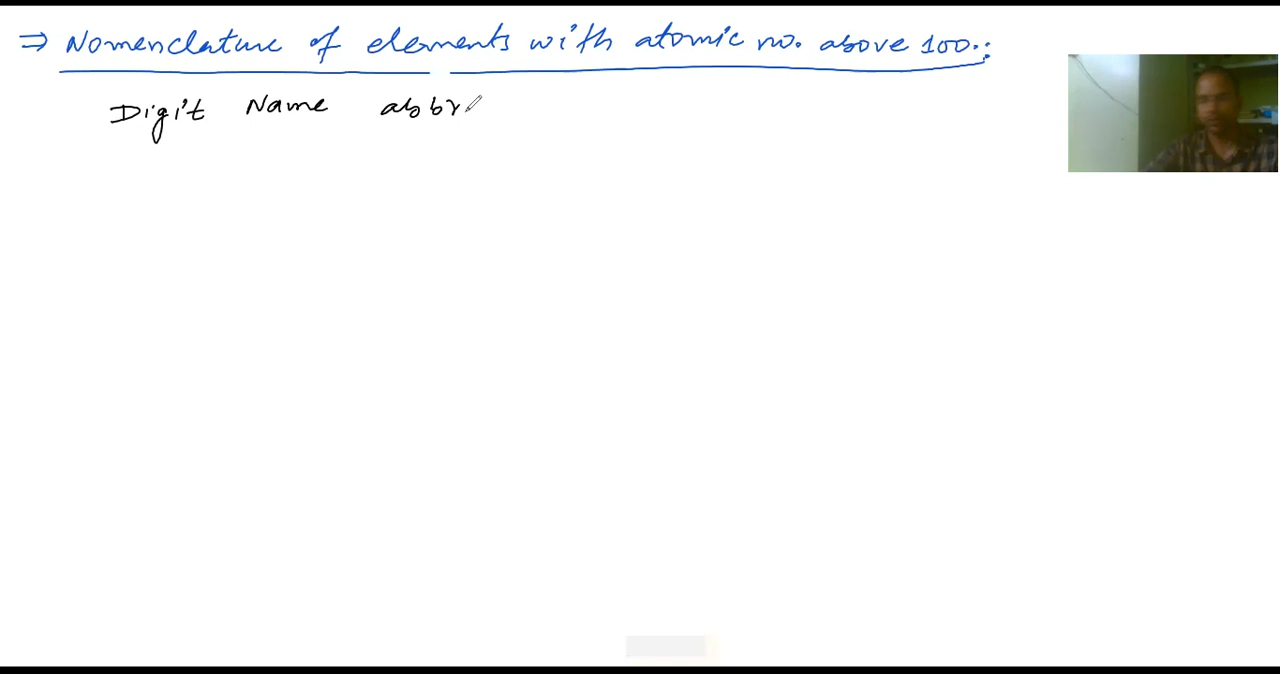 ⇒ Nomenclature of elements with atomic no. above 100.:
Digit Name abbr